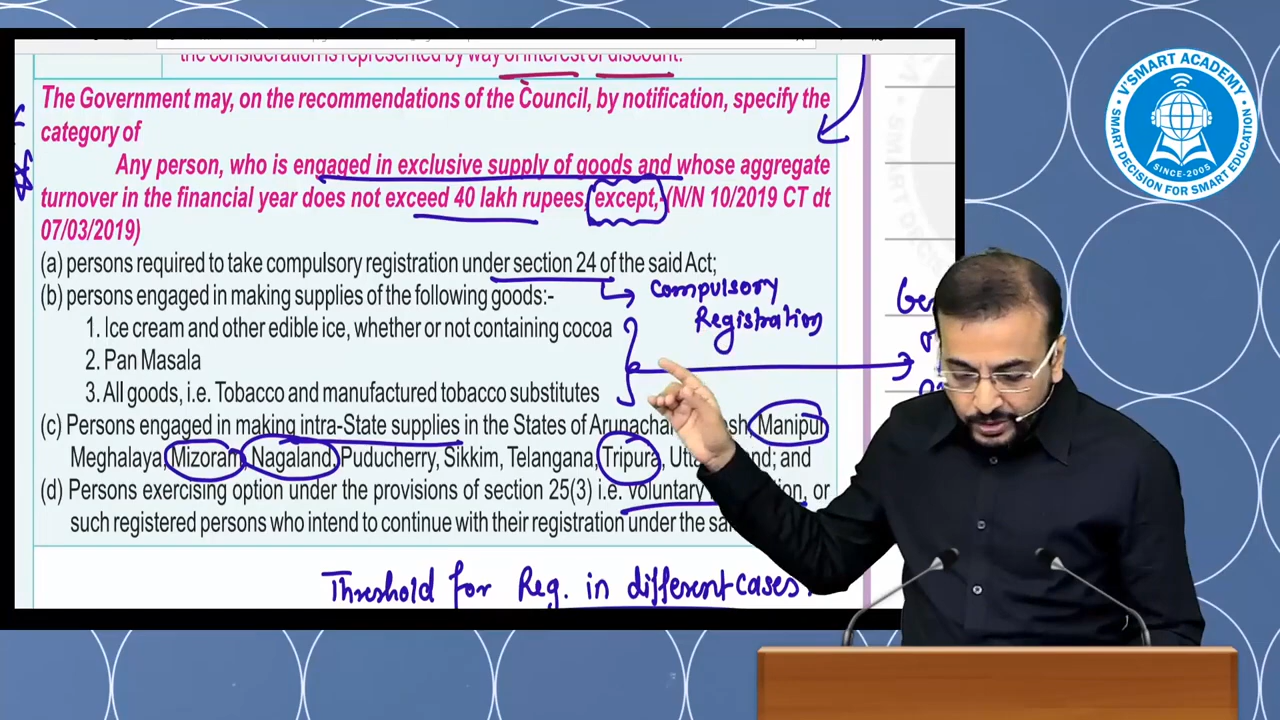 the consideration is represented by way of interest or discount.
The Government may, on the recommendations of the Council, by notification, specify the
category of
Any person, who is engaged in exclusive supply of goods and whose aggregate
turnover in the financial year does not exceed 40 lakh rupees, except,- (N/N 10/2019 CT dt
07/03/2019)
(a) persons required to take compulsory registration under section 24 of the said Act;
(b) persons engaged in making supplies of the following goods:-
Compulsory
Registration
1. Ice cream and other edible ice, whether or not containing cocoa
2. Pan Masala
3. All goods, i.e. Tobacco and manufactured tobacco substitutes
(c) Persons engaged in making intra-State supplies in the States of Manipur
Meghalaya, Mizoram, Nagaland, Puducherry, Sikkim, Telangana, Tripura, and
(d) Persons exercising option under the provisions of section 25(3) i.e. voluntary or
such registered persons who intend to continue with their registration under the
Threshold for Reg. in different cases.
V'SMART ACADEMY
SINCE-2005
SMART DECISION FOR SMART EDUCATION